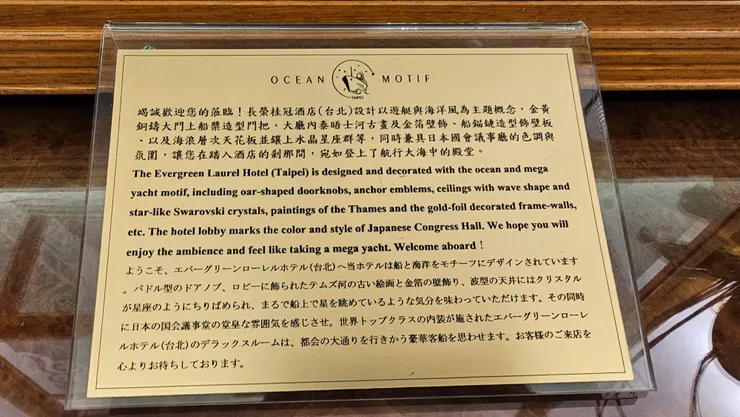 OCEAN MOTIF
TAIPEI
竭誠歡迎您的蒞臨!長榮桂冠酒店(台北)設計以遊艇與海洋風為主題概念,金黃
銅鑄大門上船槳造型門把、大廳內泰晤士河古畫及金箔壁飾、船錨鏈造型飾壁板
、以及海浪層次天花板並鑲上水晶星座群等,同時兼具日本國會議事廳的色調與
氛圍,讓您在踏入酒店的剎那間,宛如登上了航行大海中的殿堂。
The Evergreen Laurel Hotel (Taipei) is designed and decorated with the ocean and mega
yacht motif, including oar-shaped doorknobs, anchor emblems, ceilings with wave shape and
star-like Swarovski crystals, paintings of the Thames and the gold-foil decorated frame-walls,
etc. The hotel lobby marks the color and style of Japanese Congress Hall. We hope you will
enjoy the ambience and feel like taking a mega yacht. Welcome aboard!
ようこそ、エバーグリーンローレルホテル(台北)へ当ホテルは船と海洋をモチーフにデザインされています
。パドル型のドアノブ、ロビーに飾られたテムズ河の古い絵画と金箔の壁飾り、波型の天井にはクリスタル
が星座のようにちりばめられ、まるで船上で星を眺めているような気分を味わっていただけます。その同時
に日本の国会議事堂の堂皇な雰囲気を感じさせ。世界トップクラスの内装が施されたエバーグリーンローレ
ルホテル(台北)のデラックスルームは、都会の大通りを行きかう豪華客船を思わせます。お客様のご来店を
心よりお待ちしております。